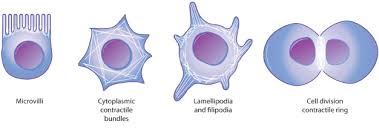 Microvilli
Cytoplasmic
contractile
bundles
Lamellipodia
and filipodia
Cell division
contractile ring